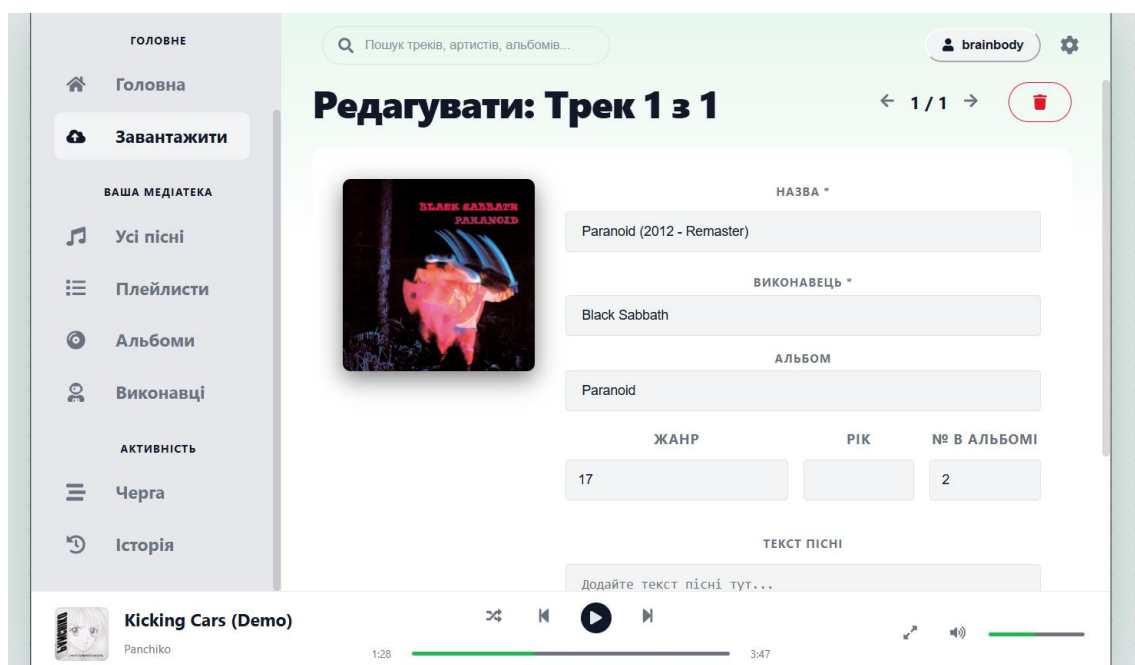 ГОЛОВНЕ
Головна
Завантажити
ВАША МЕДІАТЕКА
Усі пісні
Плейлисти
Альбоми
Виконавці
АКТИВНІСТЬ
Черга
Історія
Пошук треків, артистів, альбомів...
brainbody
Редагувати: Трек 1 з 1
1 / 1
BLACK SABBATH
PARANOID
НАЗВА *
Paranoid (2012 - Remaster)
ВИКОНАВЕЦЬ *
Black Sabbath
АЛЬБОМ
Paranoid
ЖАНР РІК № В АЛЬБОМІ
17 2
ТЕКСТ ПІСНІ
Додайте текст пісні тут...
Kicking Cars (Demo)
Panchiko
1:28
3:47